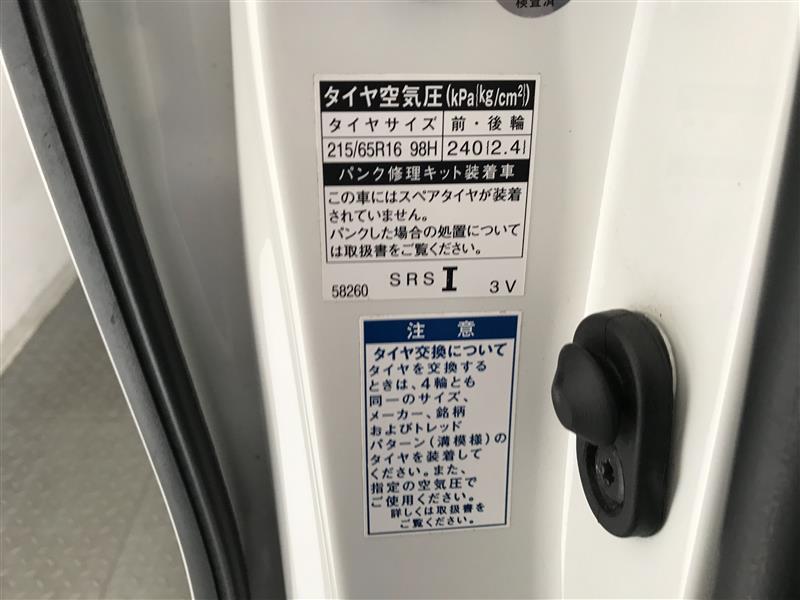 検査済
タイヤ空気圧(kPa{kg/cm²})
タイヤサイズ 前・後輪
215/65R16 98H 240{2.4}
パンク修理キット装着車
この車にはスペアタイヤが装着
されていません。
パンクした場合の処置について
は取扱書をご覧ください。
58260 SRS I 3V
注意
タイヤ交換について
タイヤを交換する
ときは、4輪とも
同一のサイズ、
メーカー、銘柄
およびトレッド
パターン(溝模様)の
タイヤを装着して
ください。また、
指定の空気圧で
ご使用ください。
詳しくは取扱書を
ご覧ください。